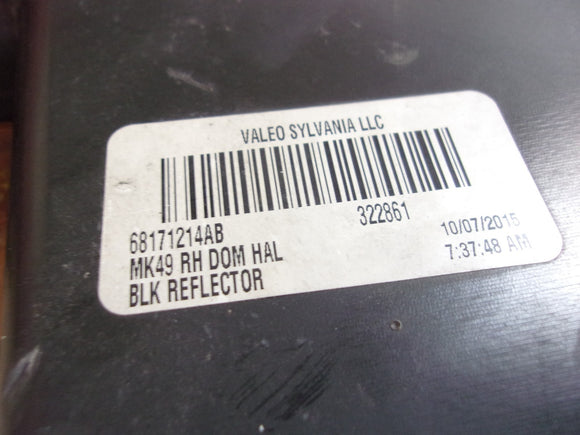 VALEO SYLVANIA LLC
322861
68171214AB
10/07/2015
MK49 RH DOM HAL
7:37:48 AM
BLK REFLECTOR